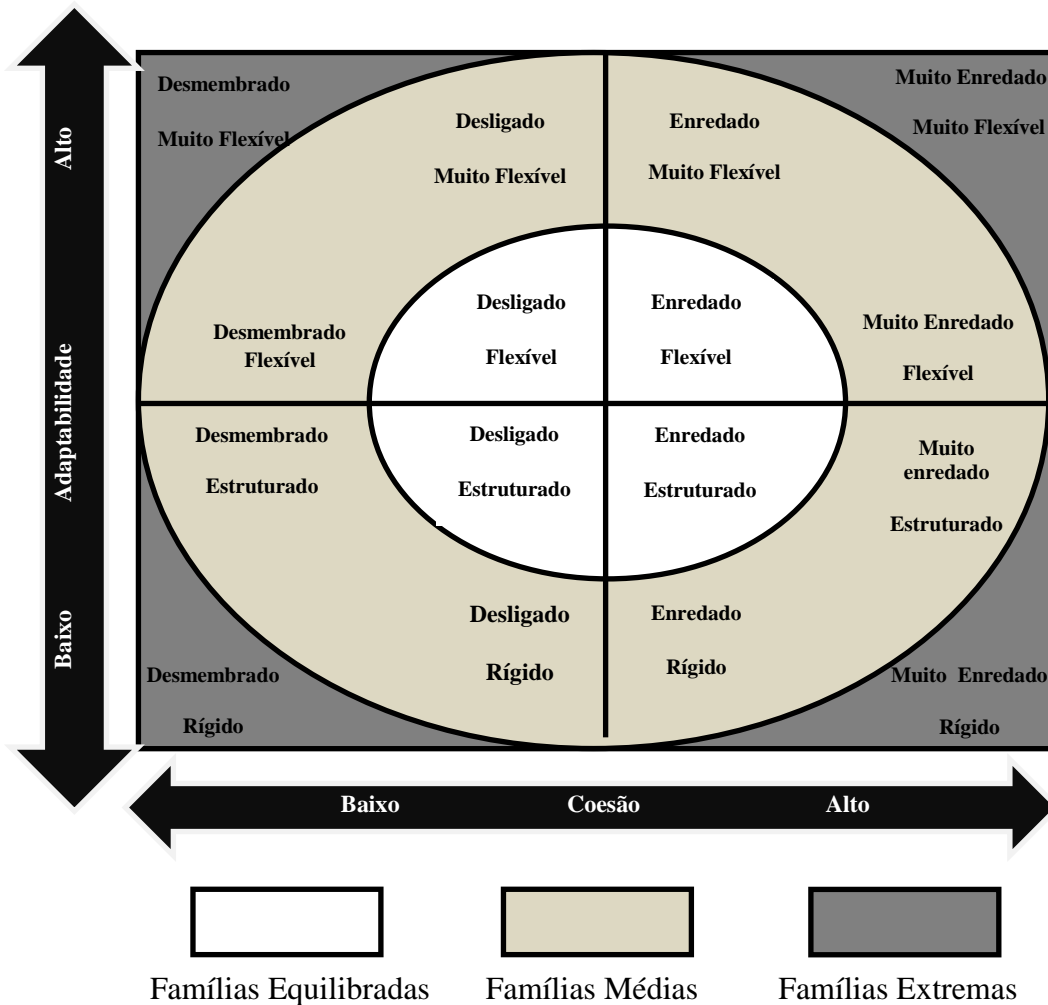 Desmembrado
Muito Flexível
Desligado
Muito Flexível
Enredado
Muito Flexível
Muito Enredado
Muito Flexível
Alto
Adaptabilidade
Baixo
Desmembrado
Flexível
Desligado
Flexível
Enredado
Flexível
Muito Enredado
Flexível
Desmembrado
Estruturado
Desligado
Estruturado
Enredado
Estruturado
Muito
enredado
Estruturado
Desmembrado
Rígido
Desligado
Rígido
Enredado
Rígido
Muito Enredado
Rígido
Baixo Coesão Alto
Famílias Equilibradas Famílias Médias Famílias Extremas